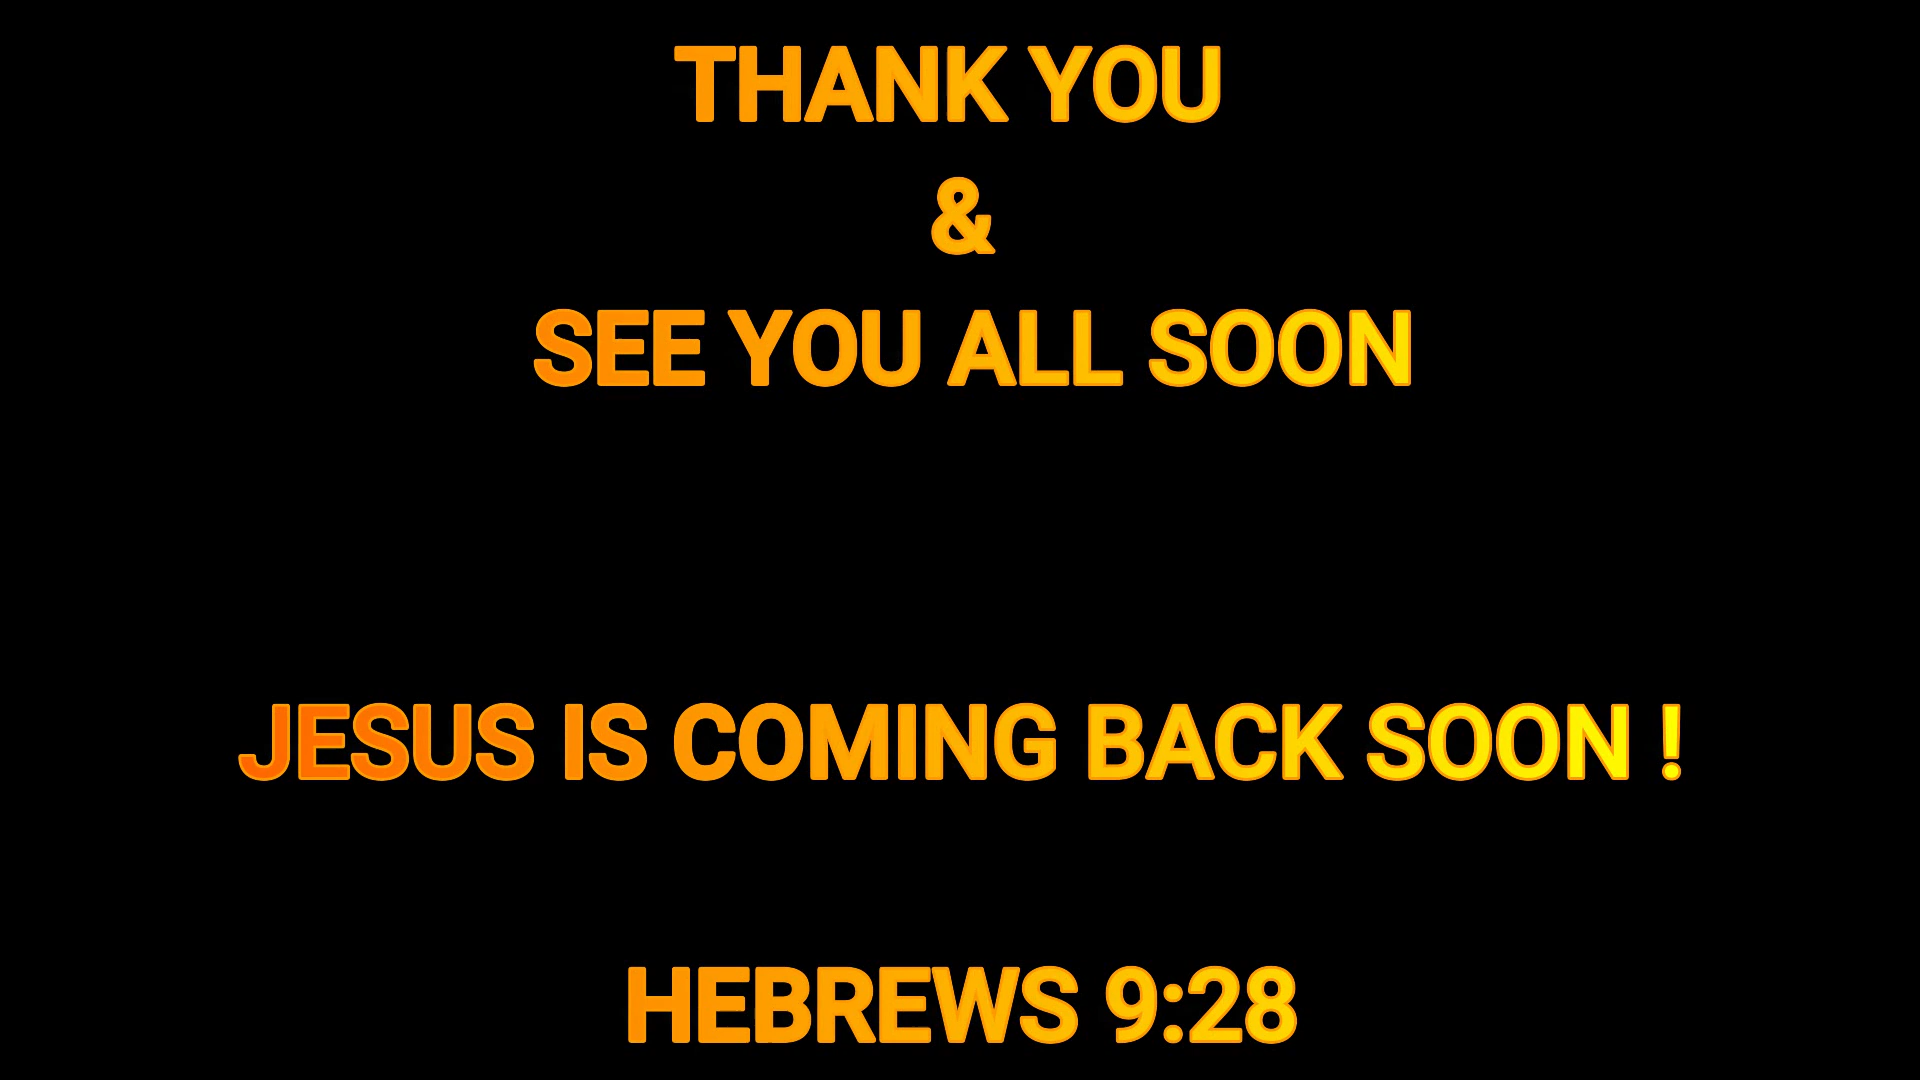 THANK YOU
&
SEE YOU ALL SOON
JESUS IS COMING BACK SOON !
HEBREWS 9:28